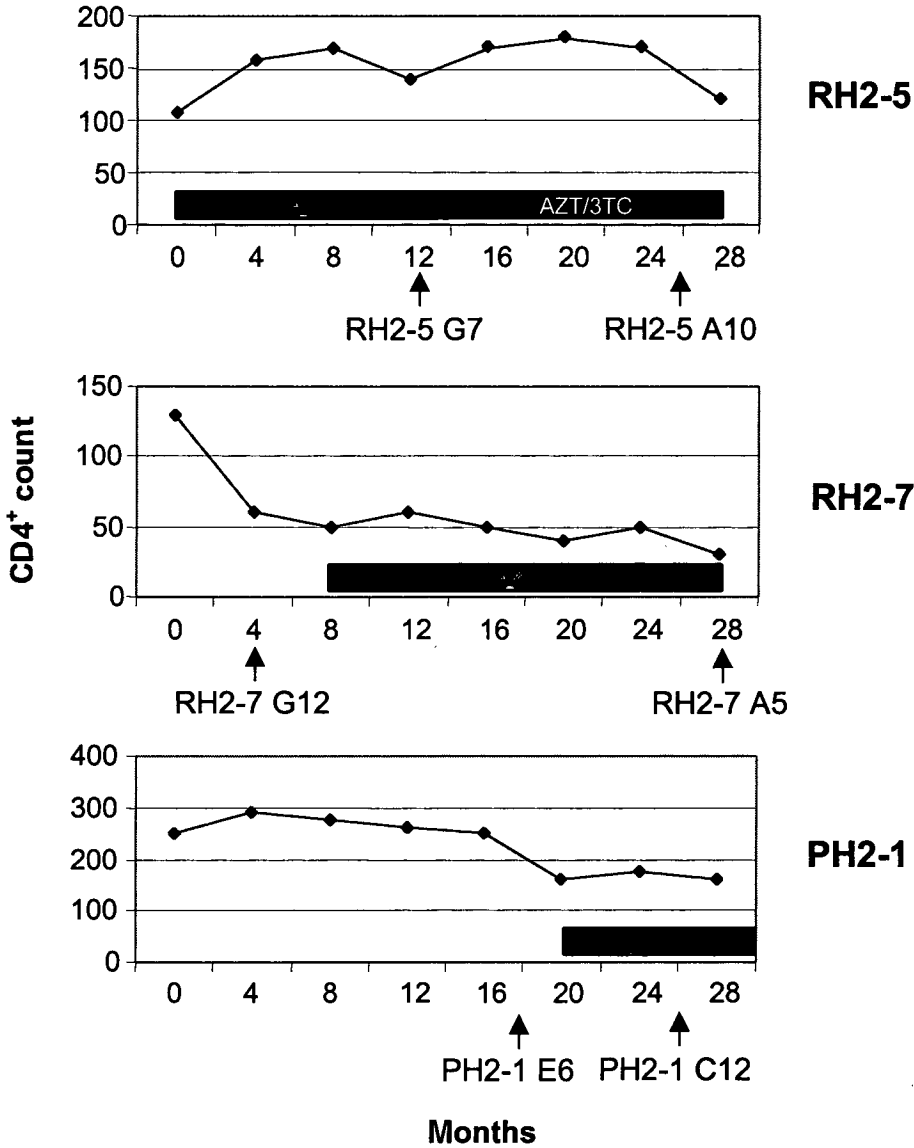 200
150
100
50
0
AZT/3TC
0 4 8 12 16 20 24 28
RH2-5 G7 RH2-5 A10
RH2-5
150
100
50
0
0 4 8 12 16 20 24 28
RH2-7 G12 RH2-7 A5
RH2-7
CD4⁺ count
400
300
200
100
0
0 4 8 12 16 20 24 28
PH2-1 E6 PH2-1 C12
PH2-1
Months